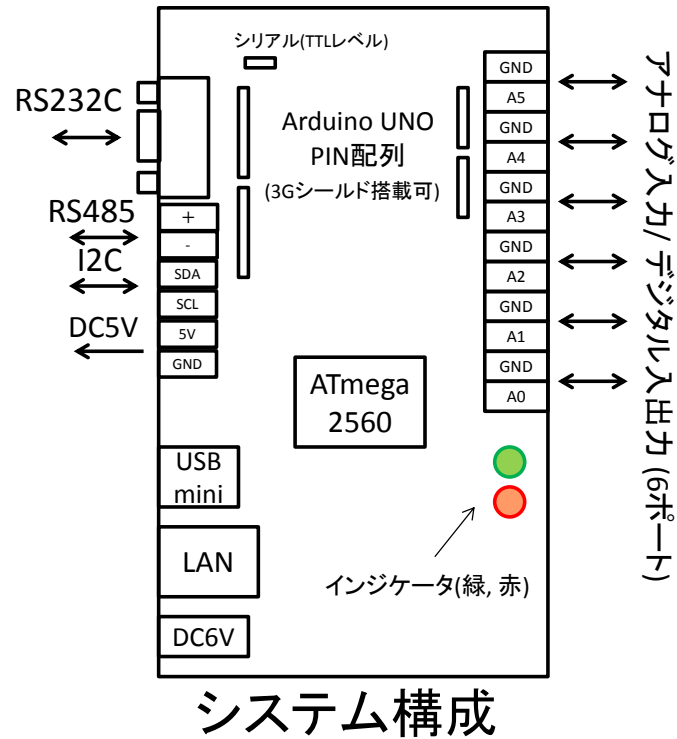 シリアル(TTLレベル)
RS232C
Arduino UNO
PIN配列
(3Gシールド搭載可)
RS485
I2C
DC5V
+
-
SDA
SCL
5V
GND
GND
A5
GND
A4
GND
A3
GND
A2
GND
A1
GND
A0
アナログ入力/デジタル入出力 (6ポート)
ATmega
2560
USB
mini
LAN
DC6V
インジケータ(緑, 赤)
システム構成